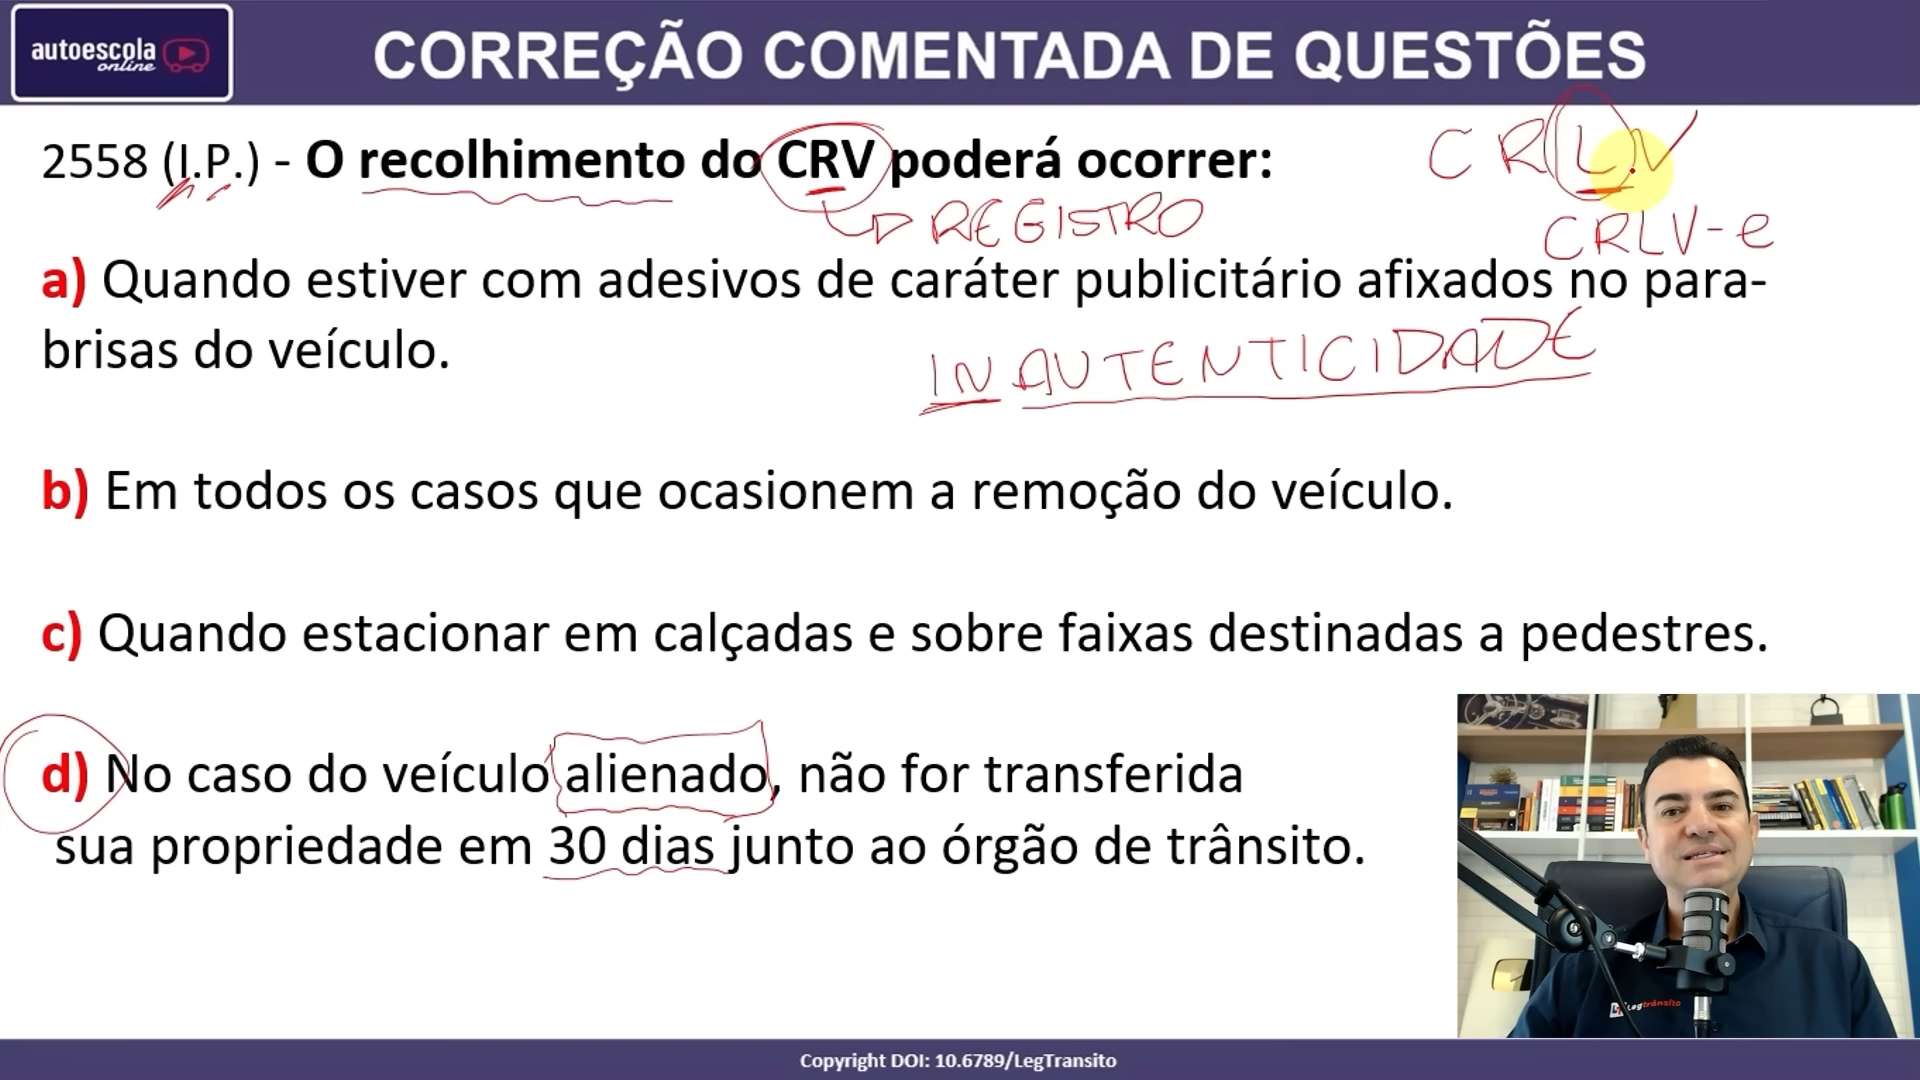 autoescola
online
CORREÇÃO COMENTADA DE QUESTÕES
2558 (I.P.) - O recolhimento do CRV poderá ocorrer:
CRLV
REGISTRO
CRLV-e
a) Quando estiver com adesivos de caráter publicitário afixados no para-
brisas do veículo.
INAUTENTICIDADE
b) Em todos os casos que ocasionem a remoção do veículo.
c) Quando estacionar em calçadas e sobre faixas destinadas a pedestres.
d) No caso do veículo alienado, não for transferida
sua propriedade em 30 dias junto ao órgão de trânsito.
Legtrânsito
Copyright DOI: 10.6789/LegTransito